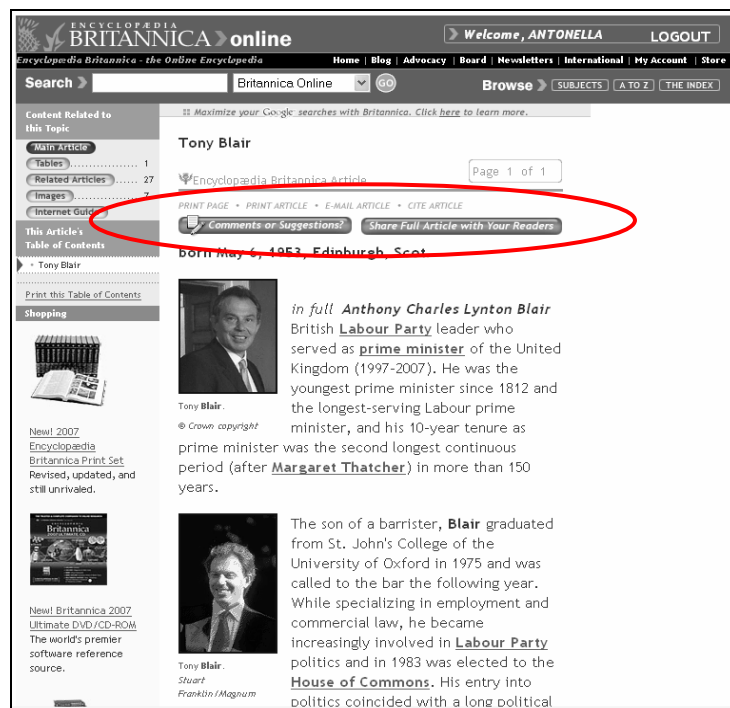 ENCYCLOPÆDIA
BRITANNICA online
Welcome, ANTONELLA LOGOUT
Encyclopædia Britannica - the Online Encyclopedia
Home | Blog | Advocacy | Board | Newsletters | International | My Account | Store
Search Britannica Online GO Browse SUBJECTS A TO Z THE INDEX
Content Related to
this Topic
Main Article
Tables 1
Related Articles 27
Images 7
Internet Guide
This Article's
Table of Contents
• Tony Blair
Print this Table of Contents
Shopping
New! 2007
Encyclopædia
Britannica Print Set
Revised, updated, and
still unrivaled.
Britannica
New! Britannica 2007
Ultimate DVD/CD-ROM
The world's premier
software reference
source.
Maximize your Google searches with Britannica. Click here to learn more.
Tony Blair
Encyclopædia Britannica Article
Page 1 of 1
PRINT PAGE • PRINT ARTICLE • E-MAIL ARTICLE • CITE ARTICLE
Comments or Suggestions? Share Full Article with Your Readers
born May 6, 1953, Edinburgh, Scot.
Tony Blair.
© Crown copyright
in full Anthony Charles Lynton Blair
British Labour Party leader who
served as prime minister of the United
Kingdom (1997-2007). He was the
youngest prime minister since 1812 and
the longest-serving Labour prime
minister, and his 10-year tenure as
prime minister was the second longest continuous
period (after Margaret Thatcher) in more than 150
years.
Tony Blair.
Stuart
Franklin/Magnum
The son of a barrister, Blair graduated
from St. John's College of the
University of Oxford in 1975 and was
called to the bar the following year.
While specializing in employment and
commercial law, he became
increasingly involved in Labour Party
politics and in 1983 was elected to the
House of Commons. His entry into
politics coincided with a long political